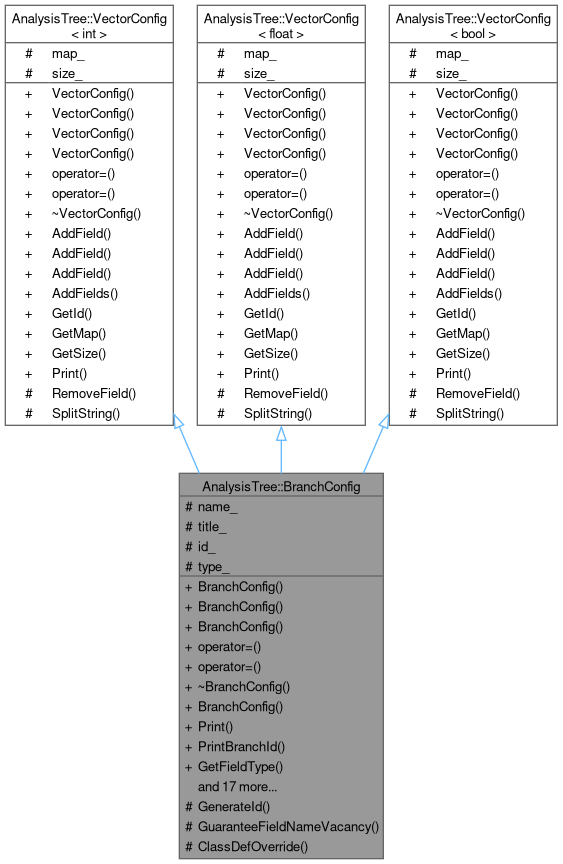 AnalysisTree::VectorConfig
< int >
# map_
# size_
+ VectorConfig()
+ VectorConfig()
+ VectorConfig()
+ VectorConfig()
+ operator=()
+ operator=()
+ ~VectorConfig()
+ AddField()
+ AddField()
+ AddField()
+ AddFields()
+ GetId()
+ GetMap()
+ GetSize()
+ Print()
# RemoveField()
# SplitString()
AnalysisTree::VectorConfig
< float >
# map_
# size_
+ VectorConfig()
+ VectorConfig()
+ VectorConfig()
+ VectorConfig()
+ operator=()
+ operator=()
+ ~VectorConfig()
+ AddField()
+ AddField()
+ AddField()
+ AddFields()
+ GetId()
+ GetMap()
+ GetSize()
+ Print()
# RemoveField()
# SplitString()
AnalysisTree::VectorConfig
< bool >
# map_
# size_
+ VectorConfig()
+ VectorConfig()
+ VectorConfig()
+ VectorConfig()
+ operator=()
+ operator=()
+ ~VectorConfig()
+ AddField()
+ AddField()
+ AddField()
+ AddFields()
+ GetId()
+ GetMap()
+ GetSize()
+ Print()
# RemoveField()
# SplitString()
AnalysisTree::BranchConfig
# name_
# title_
# id_
# type_
+ BranchConfig()
+ BranchConfig()
+ BranchConfig()
+ operator=()
+ operator=()
+ ~BranchConfig()
+ BranchConfig()
+ Print()
+ PrintBranchId()
+ GetFieldType()
and 17 more...
# GenerateId()
# GuaranteeFieldNameVacancy()
# ClassDefOverride()